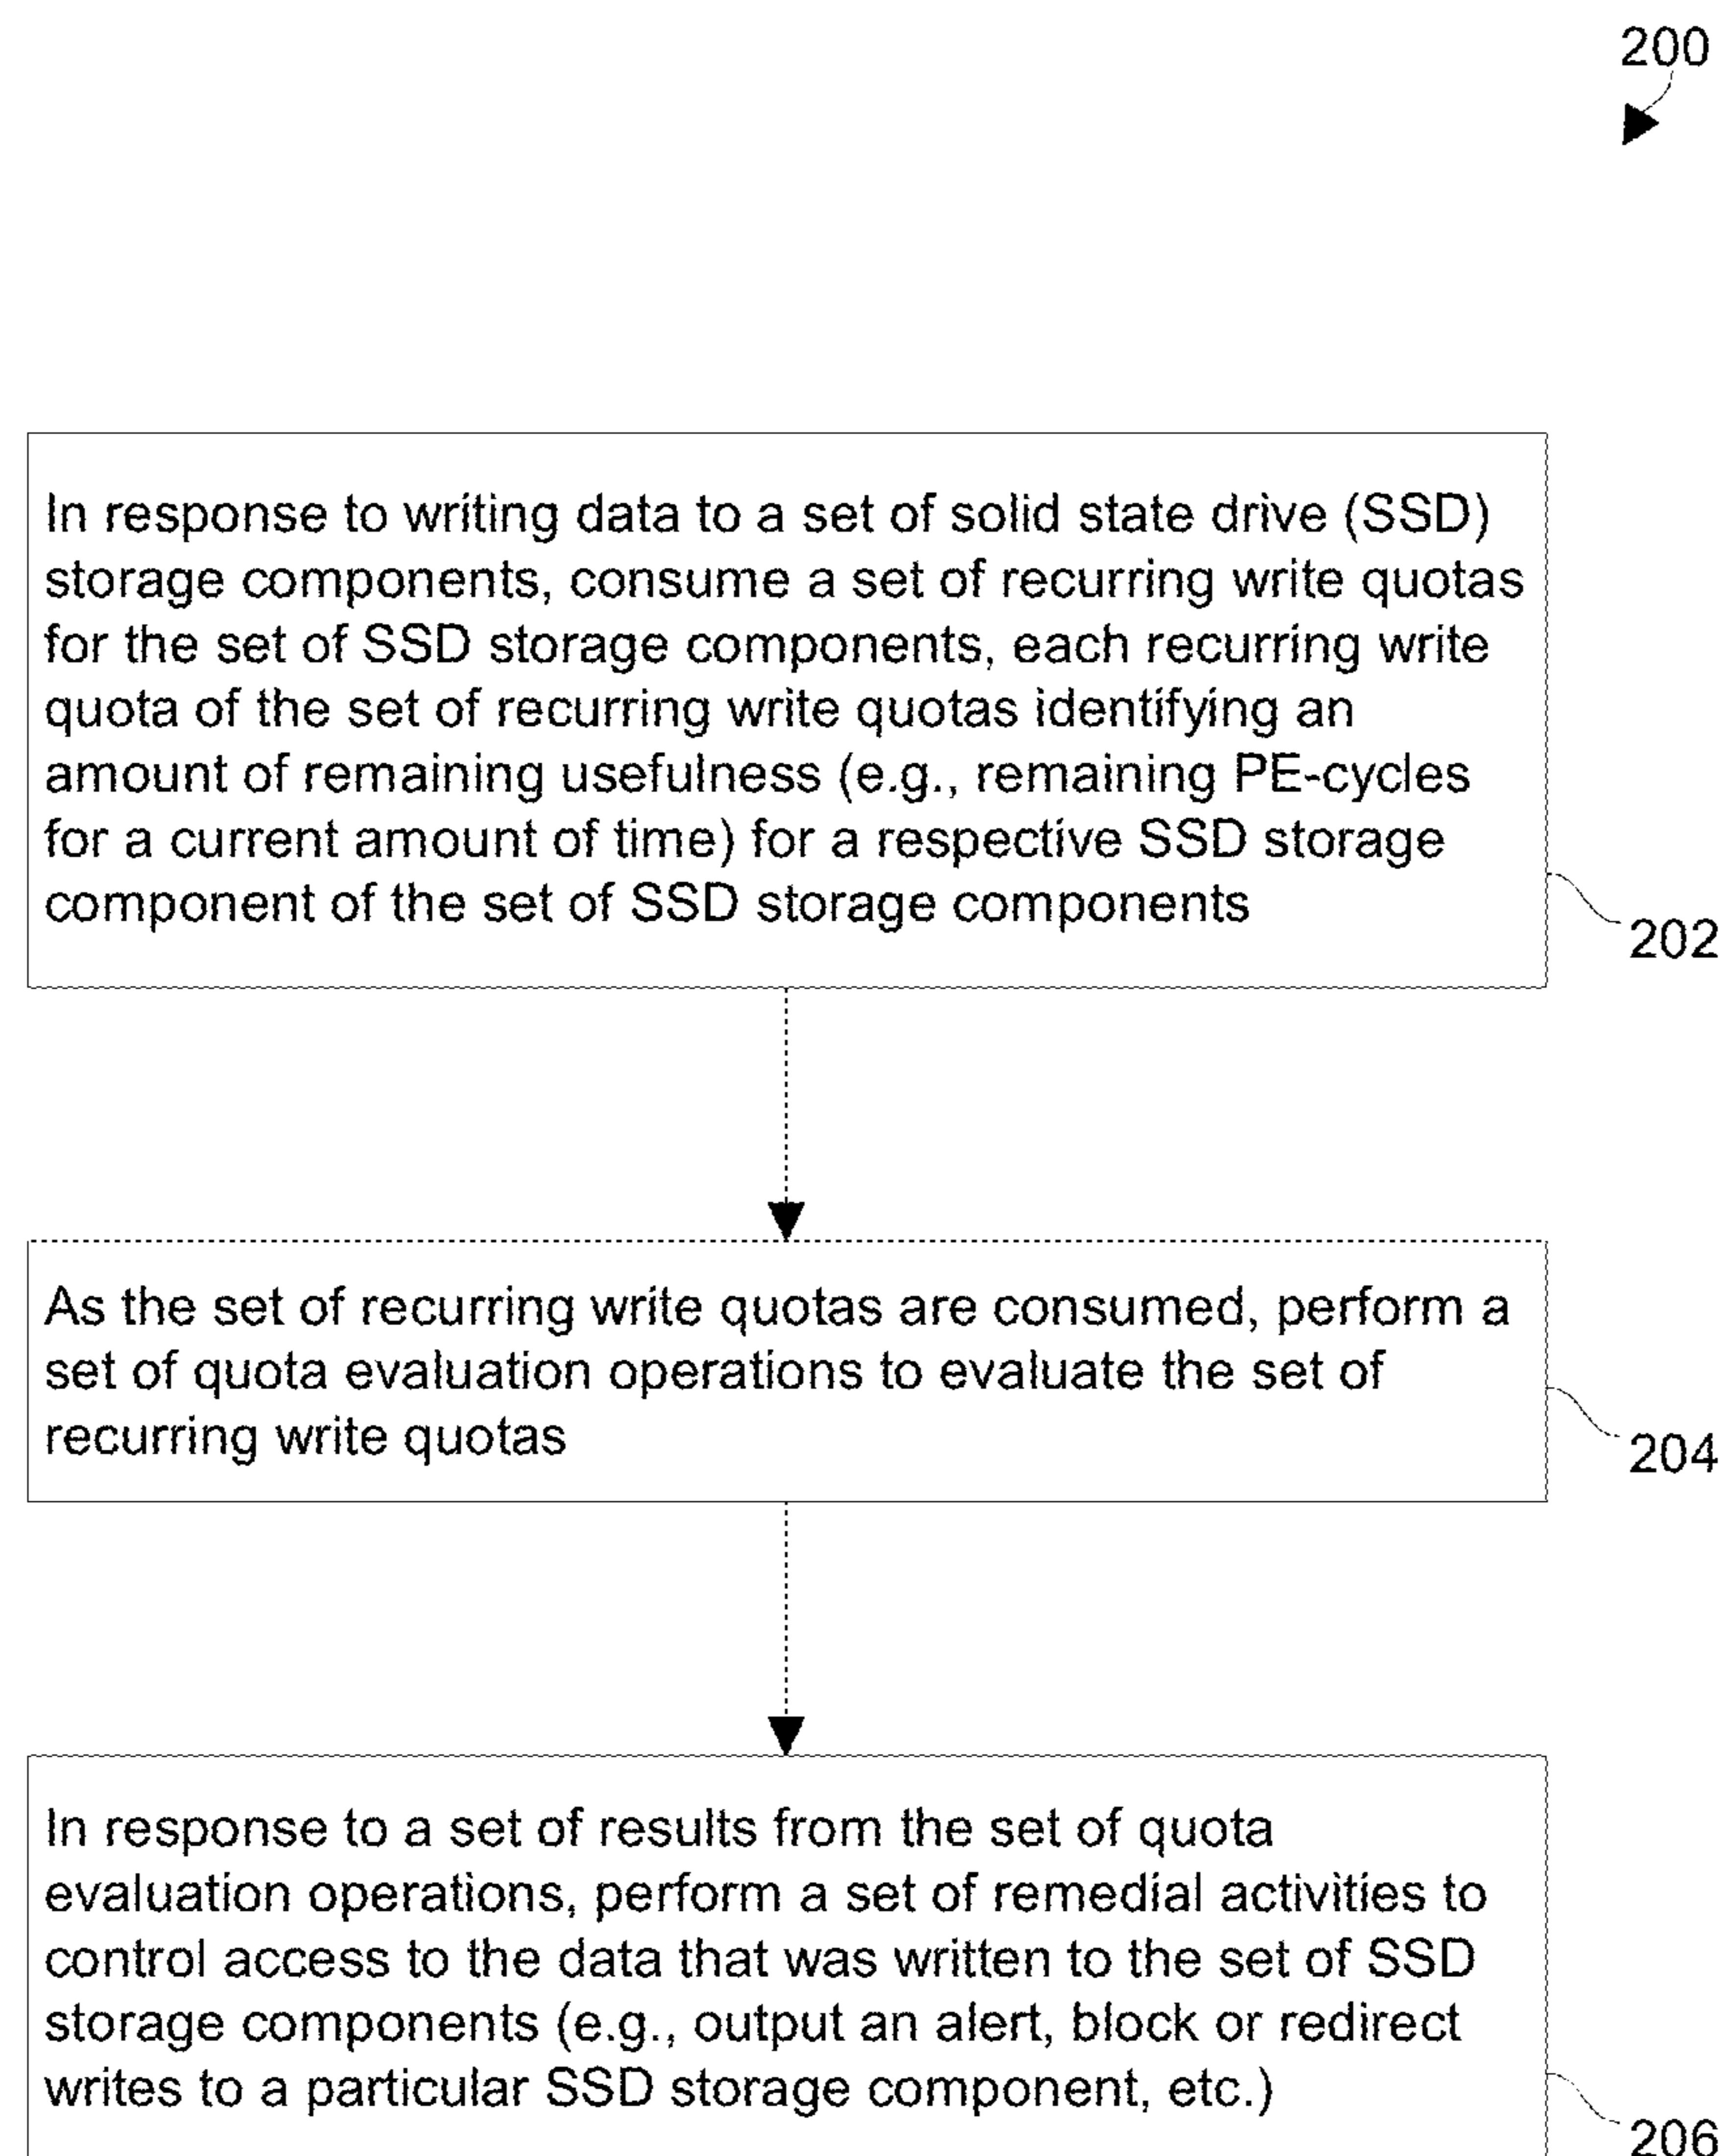 200
In response to writing data to a set of solid state drive (SSD)
storage components, consume a set of recurring write quotas
for the set of SSD storage components, each recurring write
quota of the set of recurring write quotas identifying an
amount of remaining usefulness (e.g., remaining PE-cycles
for a current amount of time) for a respective SSD storage
component of the set of SSD storage components
202
As the set of recurring write quotas are consumed, perform a
set of quota evaluation operations to evaluate the set of
recurring write quotas
204
In response to a set of results from the set of quota
evaluation operations, perform a set of remedial activities to
control access to the data that was written to the set of SSD
storage components (e.g., output an alert, block or redirect
writes to a particular SSD storage component, etc.)
206